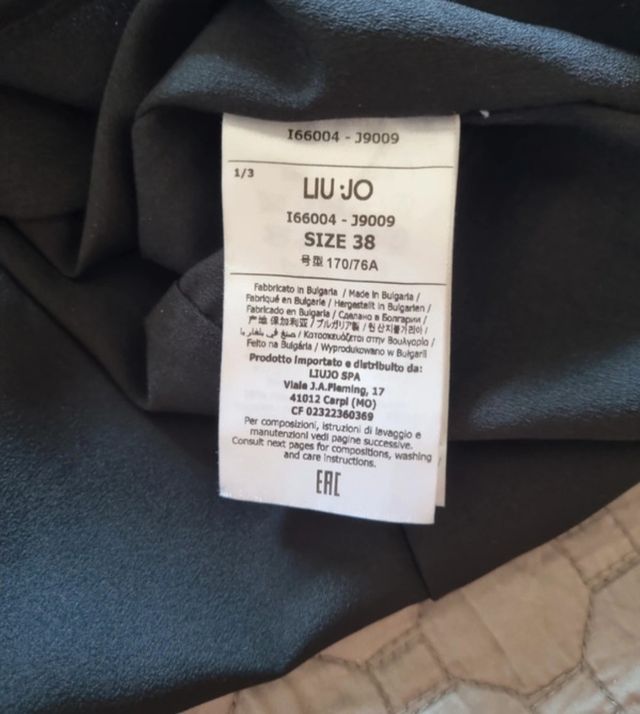 I66004 - J9009
1/3
LIU·JO
I66004 - J9009
SIZE 38
号型 170/76A
Fabbricato in Bulgaria / Made in Bulgaria /
Fabriqué en Bulgarie / Hergestellt in Bulgarien /
Fabricado en Bulgaria / Сделано в Болгарии /
产地 保加利亚 / ブルガリア製 / 원산지불가리아 /
صنع في بلغاريا / Κατασκευάζεται στην Βουλγαρία /
Feito na Bulgária / Wyprodukowano w Bułgarii
Prodotto importato e distribuito da:
LIUJO SPA
Viale J.A.Fleming, 17
41012 Carpi (MO)
CF 02322360369
Per composizioni, istruzioni di lavaggio e
manutenzioni vedi pagine successive.
Consult next pages for compositions, washing
and care instructions.
EAC